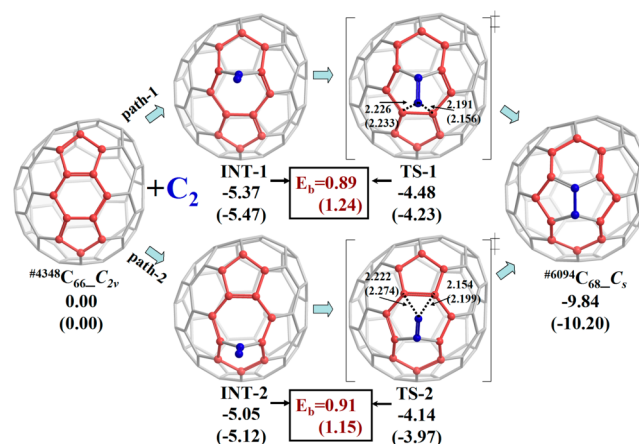 path-1
2.226
(2.233)
2.191
(2.156)
‡
INT-1
-5.37
(-5.47)
E_b=0.89
(1.24)
TS-1
-4.48
(-4.23)
+C₂
#4348C₆₆_C₂ᵥ
0.00
(0.00)
#6094C₆₈_Cₛ
-9.84
(-10.20)
path-2
2.222
(2.274)
2.154
(2.199)
‡
INT-2
-5.05
(-5.12)
E_b=0.91
(1.15)
TS-2
-4.14
(-3.97)